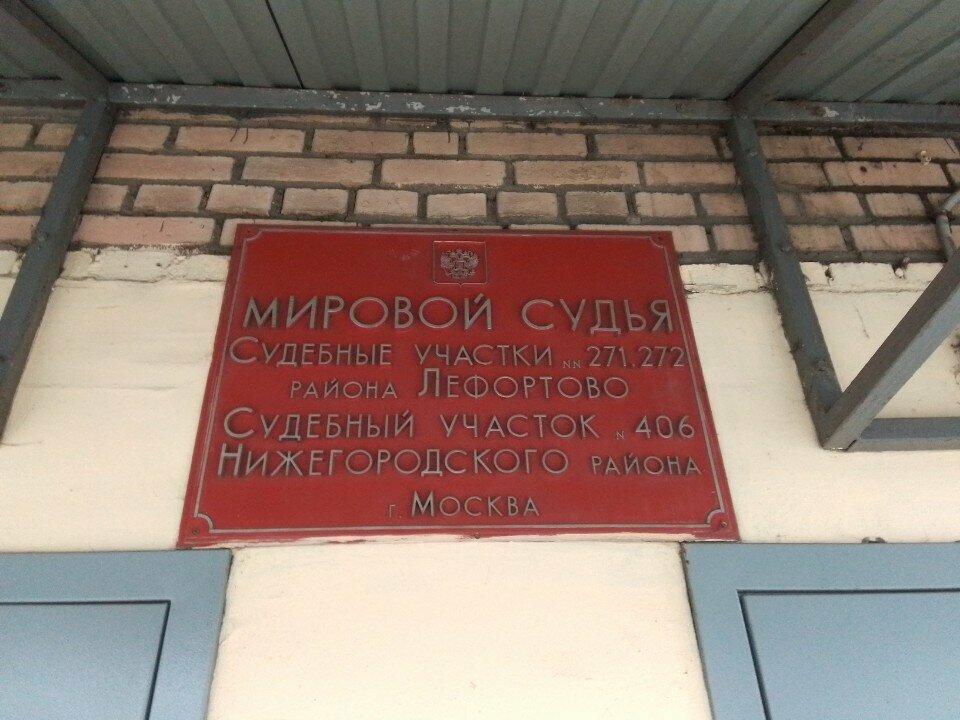 МИРОВОЙ СУДЬЯ
СУДЕБНЫЕ УЧАСТКИ NN 271, 272
РАЙОНА ЛЕФОРТОВО
СУДЕБНЫЙ УЧАСТОК N 406
НИЖЕГОРОДСКОГО РАЙОНА
Г. МОСКВА